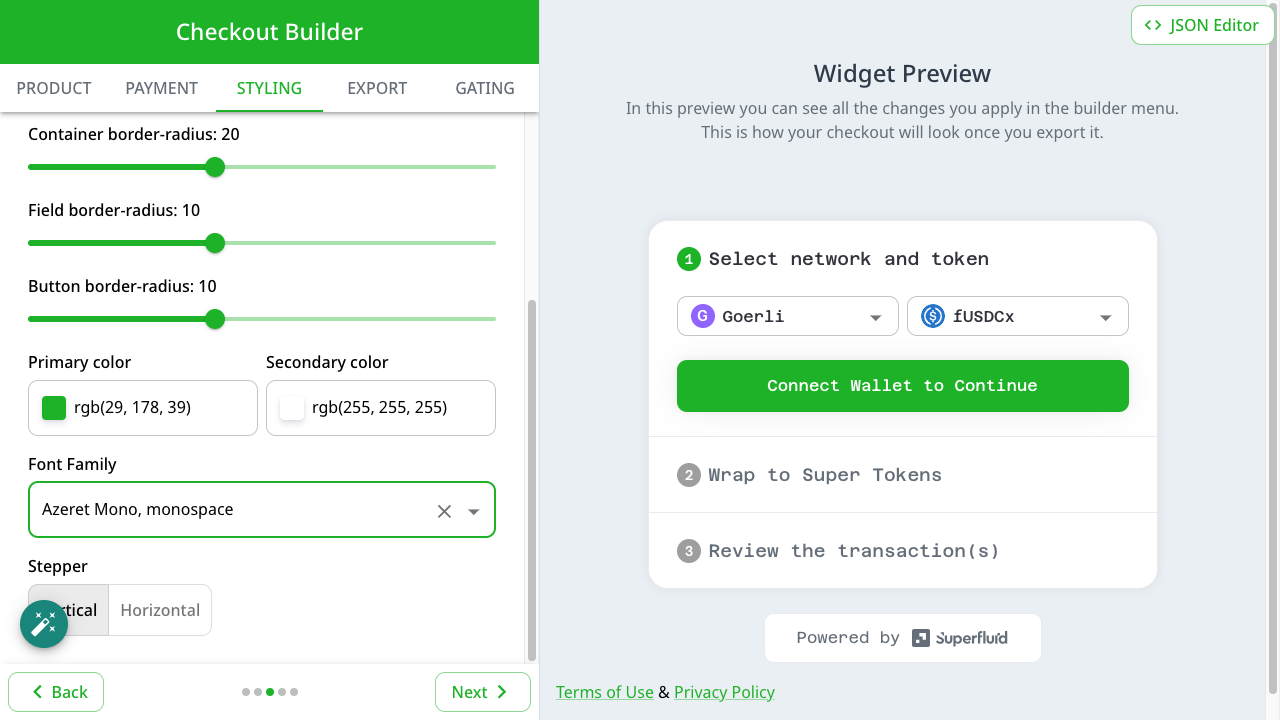 Checkout Builder
JSON Editor
PRODUCT PAYMENT STYLING EXPORT GATING
Container border-radius: 20
Field border-radius: 10
Button border-radius: 10
Primary color Secondary color
rgb(29, 178, 39) rgb(255, 255, 255)
Font Family
Azeret Mono, monospace
Stepper
tical Horizontal
Back Next
Widget Preview
In this preview you can see all the changes you apply in the builder menu.
This is how your checkout will look once you export it.
1 Select network and token
G Goerli fUSDCx
Connect Wallet to Continue
2 Wrap to Super Tokens
3 Review the transaction(s)
Powered by Superfluid
Terms of Use & Privacy Policy